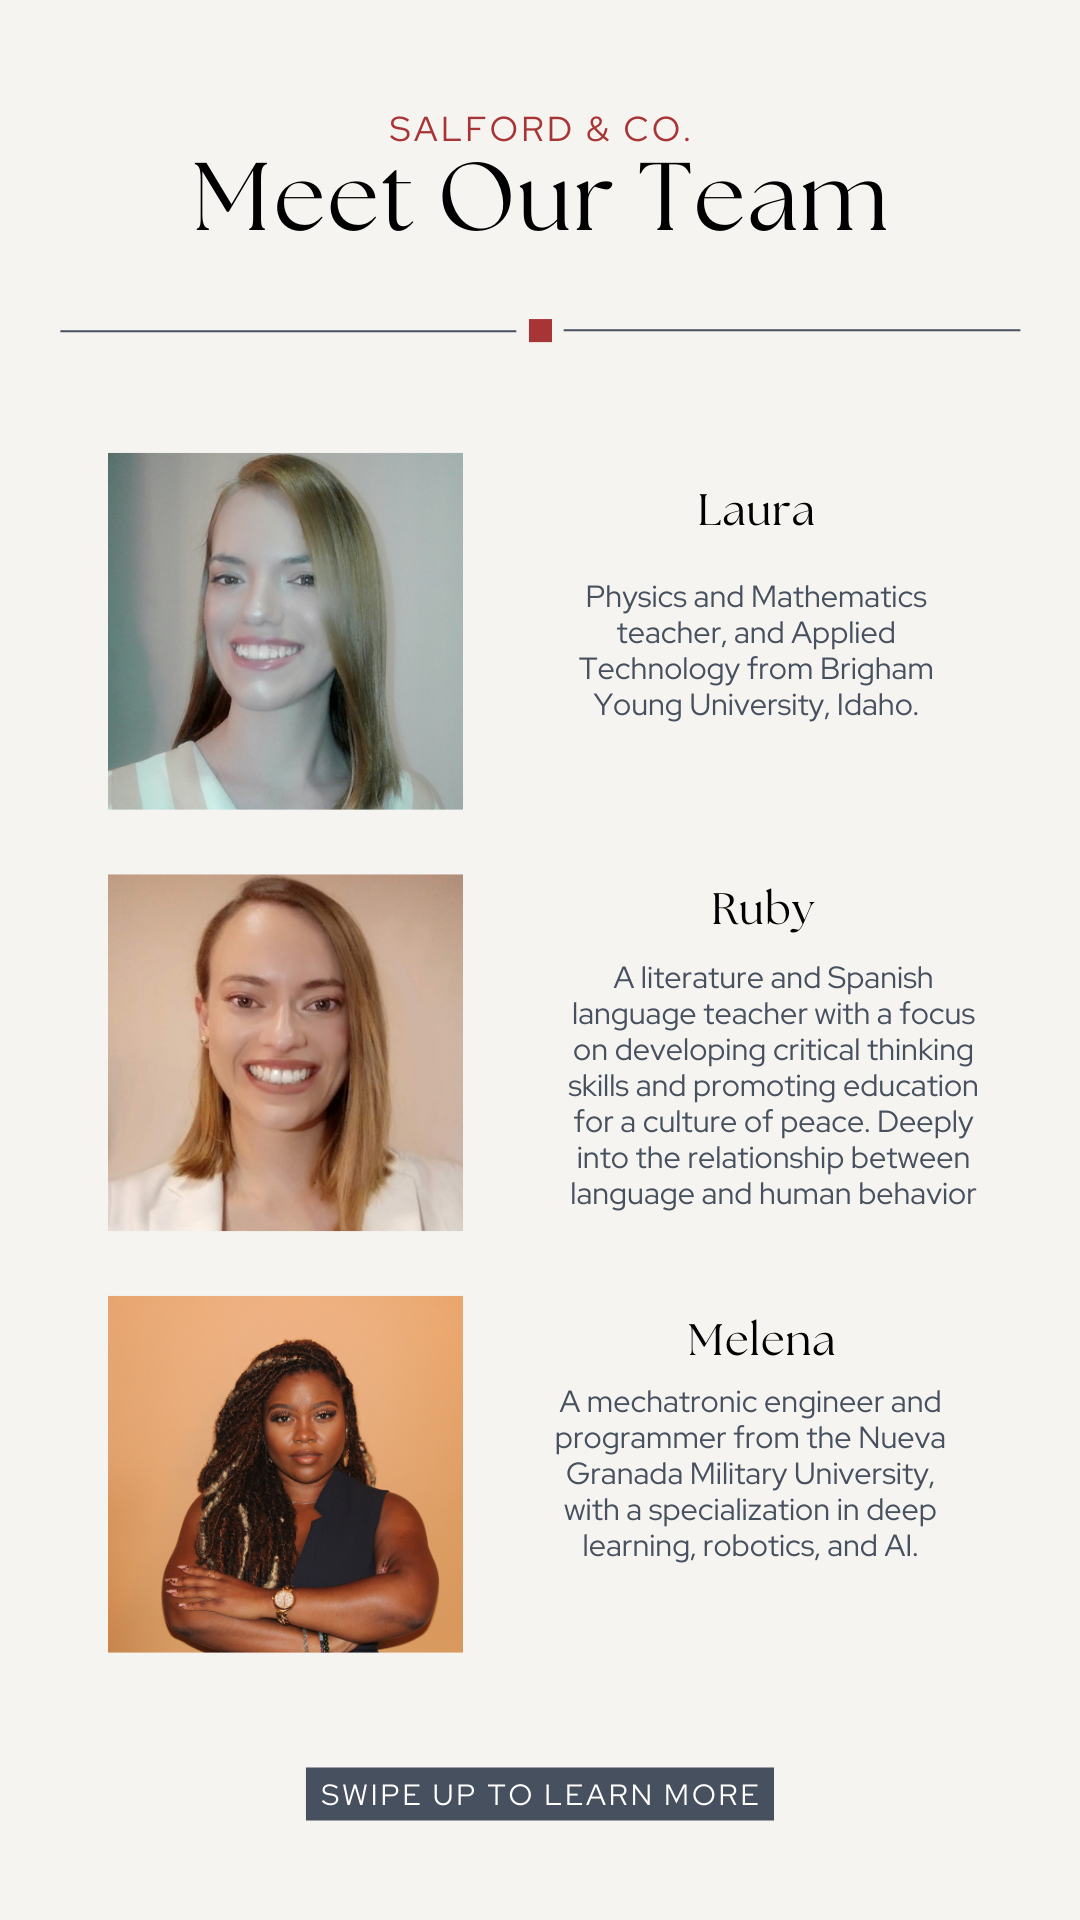 SALFORD & CO.
Meet Our Team
Laura
Physics and Mathematics
teacher, and Applied
Technology from Brigham
Young University, Idaho.
Ruby
A literature and Spanish
language teacher with a focus
on developing critical thinking
skills and promoting education
for a culture of peace. Deeply
into the relationship between
language and human behavior
Melena
A mechatronic engineer and
programmer from the Nueva
Granada Military University,
with a specialization in deep
learning, robotics, and AI.
SWIPE UP TO LEARN MORE